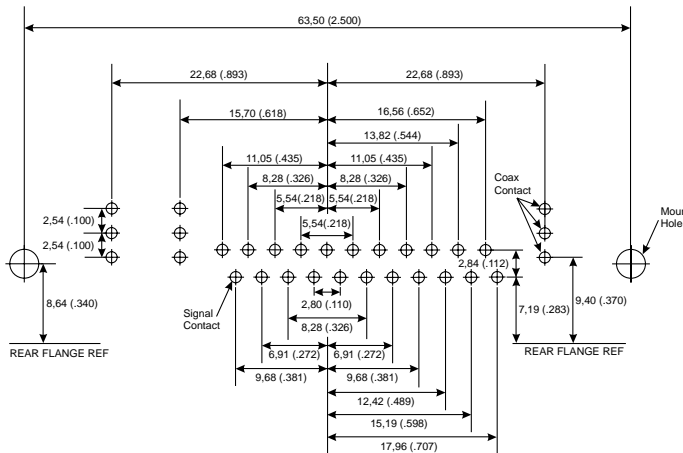 63,50 (2.500)
22,68 (.893) 22,68 (.893)
15,70 (.618) 16,56 (.652)
13,82 (.544)
11,05 (.435) 11,05 (.435)
8,28 (.326) 8,28 (.326)
Coax
Contact
5,54(.218) 5,54(.218)
2,54 (.100)
5,54(.218)
Moun
Hole
2,54 (.100)
2,84 (.112)
8,64 (.340)
2,80 (.110)
7,19 (.283)
9,40 (.370)
Signal
Contact
8,28 (.326)
REAR FLANGE REF
6,91 (.272) 6,91 (.272)
REAR FLANGE REF
9,68 (.381) 9,68 (.381)
12,42 (.489)
15,19 (.598)
17,96 (.707)